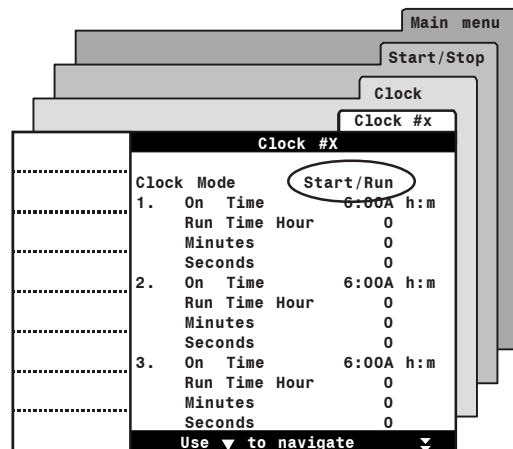 Main menu
Start/Stop
Clock
Clock #x
Clock #X
Clock Mode Start/Run
1. On Time 6:00A h:m
Run Time Hour 0
Minutes 0
Seconds 0
2. On Time 6:00A h:m
Run Time Hour 0
Minutes 0
Seconds 0
3. On Time 6:00A h:m
Run Time Hour 0
Minutes 0
Seconds 0
Use ▼ to navigate